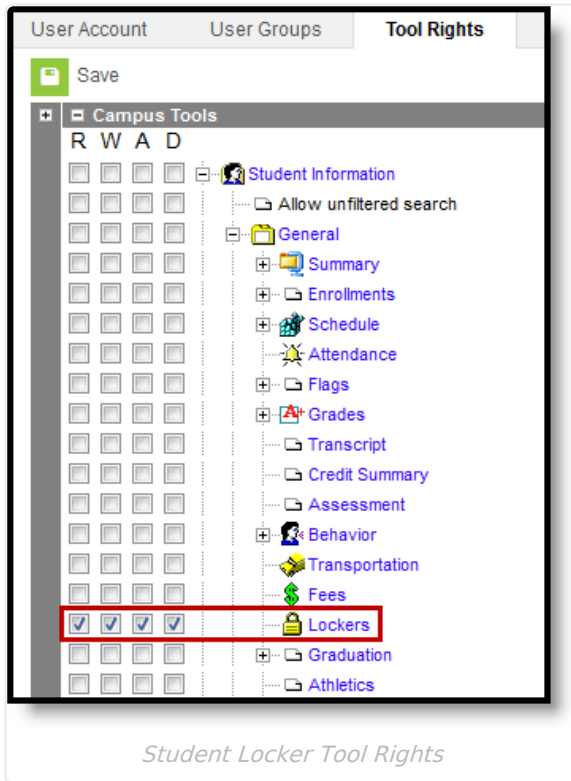 User Account User Groups Tool Rights
Save
Campus Tools
R W A D
Student Information
Allow unfiltered search
General
Summary
Enrollments
Schedule
Attendance
Flags
A+ Grades
Transcript
Credit Summary
Assessment
Behavior
Transportation
$ Fees
Lockers
Graduation
Athletics
Student Locker Tool Rights